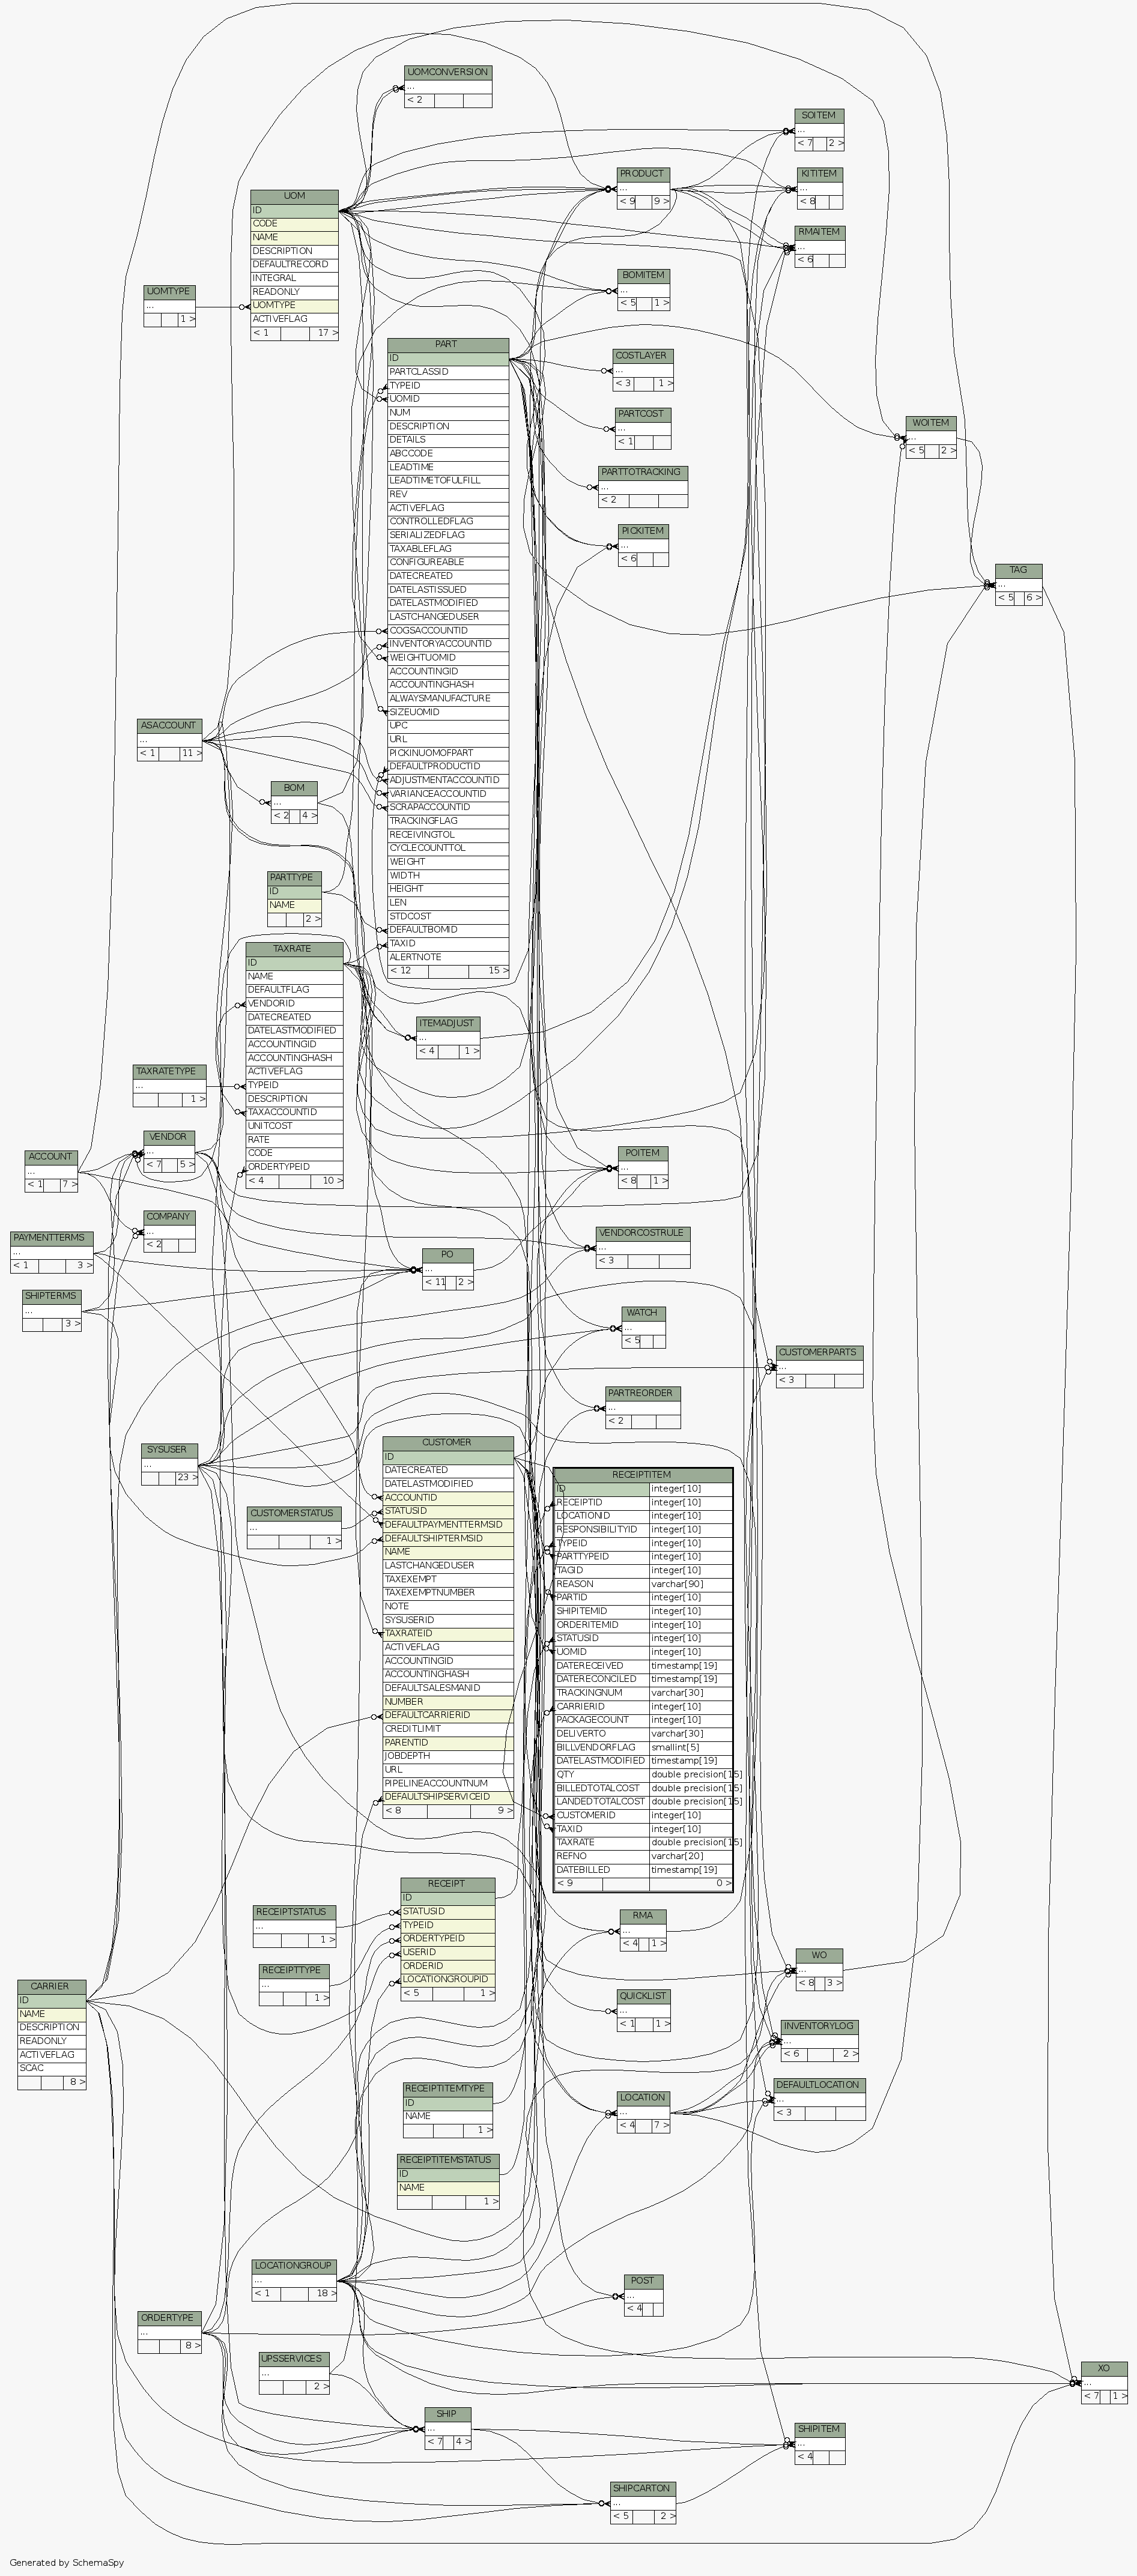 UOMCONVERSION
...
< 2
SOITEM
...
< 7 2 >
PRODUCT
...
< 9 9 >
KITITEM
...
< 8
RMAITEM
...
< 6
UOM
ID
CODE
NAME
DESCRIPTION
DEFAULTRECORD
INTEGRAL
READONLY
UOMTYPE
ACTIVEFLAG
< 1 17 >
UOMTYPE
...
1 >
BOMITEM
...
< 5 1 >
PART
ID
PARTCLASSID
TYPEID
UOMID
NUM
DESCRIPTION
DETAILS
ABCCODE
LEADTIME
LEADTIMETOFULFILL
REV
ACTIVEFLAG
CONTROLLEDFLAG
SERIALIZEDFLAG
TAXABLEFLAG
CONFIGUREABLE
DATECREATED
DATELASTISSUED
DATELASTMODIFIED
LASTCHANGEDUSER
COGSACCOUNTID
INVENTORYACCOUNTID
WEIGHTUOMID
ACCOUNTINGID
ACCOUNTINGHASH
ALWAYSMANUFACTURE
SIZEUOMID
UPC
URL
PICKINUOMOFPART
DEFAULTPRODUCTID
ADJUSTMENTACCOUNTID
VARIANCEACCOUNTID
SCRAPACCOUNTID
TRACKINGFLAG
RECEIVINGTOL
CYCLECOUNTTOL
WEIGHT
WIDTH
HEIGHT
LEN
STDCOST
DEFAULTBOMID
TAXID
ALERTNOTE
< 12 15 >
COSTLAYER
...
< 3 1 >
PARTCOST
...
< 1
WOITEM
...
< 5 2 >
PARTTOTRACKING
...
< 2
PICKITEM
...
< 6
TAG
...
< 5 6 >
ASACCOUNT
...
< 1 11 >
BOM
...
< 2 4 >
PARTTYPE
ID
NAME
2 >
TAXRATE
ID
NAME
DEFAULTFLAG
VENDORID
DATECREATED
DATELASTMODIFIED
ACCOUNTINGID
ACCOUNTINGHASH
ACTIVEFLAG
TYPEID
DESCRIPTION
TAXACCOUNTID
UNITCOST
RATE
CODE
ORDERTYPEID
< 4 10 >
ITEMADJUST
...
< 4 1 >
TAXRATETYPE
...
1 >
VENDOR
...
< 7 5 >
ACCOUNT
...
< 1 7 >
POITEM
...
< 8 1 >
COMPANY
...
< 2
PAYMENTTERMS
...
< 1 3 >
VENDORCOSTRULE
...
< 3
PO
...
< 11 2 >
SHIPTERMS
...
3 >
WATCH
...
< 5
CUSTOMERPARTS
...
< 3
PARTREORDER
...
< 2
SYSUSER
...
23 >
CUSTOMER
ID
DATECREATED
DATELASTMODIFIED
ACCOUNTID
STATUSID
DEFAULTPAYMENTTERMSID
DEFAULTSHIPTERMSID
NAME
LASTCHANGEDUSER
TAXEXEMPT
TAXEXEMPTNUMBER
NOTE
SYSUSERID
TAXRATEID
ACTIVEFLAG
ACCOUNTINGID
ACCOUNTINGHASH
DEFAULTSALESMANID
NUMBER
DEFAULTCARRIERID
CREDITLIMIT
PARENTID
JOBDEPTH
URL
PIPELINEACCOUNTNUM
DEFAULTSHIPSERVICEID
< 8 9 >
CUSTOMERSTATUS
...
1 >
RECEIPTITEM
ID integer[10]
RECEIPTID integer[10]
LOCATIONID integer[10]
RESPONSIBILITYID integer[10]
TYPEID integer[10]
PARTTYPEID integer[10]
TAGID integer[10]
REASON varchar[90]
PARTID integer[10]
SHIPITEMID integer[10]
ORDERITEMID integer[10]
STATUSID integer[10]
UOMID integer[10]
DATERECEIVED timestamp[19]
DATERECONCILED timestamp[19]
TRACKINGNUM varchar[30]
CARRIERID integer[10]
PACKAGECOUNT integer[10]
DELIVERTO varchar[30]
BILLVENDORFLAG smallint[5]
DATELASTMODIFIED timestamp[19]
QTY double precision[15]
BILLEDTOTALCOST double precision[15]
LANDEDTOTALCOST double precision[15]
CUSTOMERID integer[10]
TAXID integer[10]
TAXRATE double precision[15]
REFNO varchar[20]
DATEBILLED timestamp[19]
< 9 0 >
RECEIPT
ID
STATUSID
TYPEID
ORDERTYPEID
USERID
ORDERID
LOCATIONGROUPID
< 5 1 >
RECEIPTSTATUS
...
1 >
RECEIPTTYPE
...
1 >
RMA
...
< 4 1 >
WO
...
< 8 3 >
CARRIER
ID
NAME
DESCRIPTION
READONLY
ACTIVEFLAG
SCAC
8 >
QUICKLIST
...
< 1 1 >
INVENTORYLOG
...
< 6 2 >
DEFAULTLOCATION
...
< 3
RECEIPTITEMTYPE
ID
NAME
1 >
LOCATION
...
< 4 7 >
RECEIPTITEMSTATUS
ID
NAME
1 >
LOCATIONGROUP
...
< 1 18 >
POST
...
< 4
ORDERTYPE
...
8 >
UPSSERVICES
...
2 >
XO
...
< 7 1 >
SHIP
...
< 7 4 >
SHIPITEM
...
< 4
SHIPCARTON
...
< 5 2 >
Generated by SchemaSpy